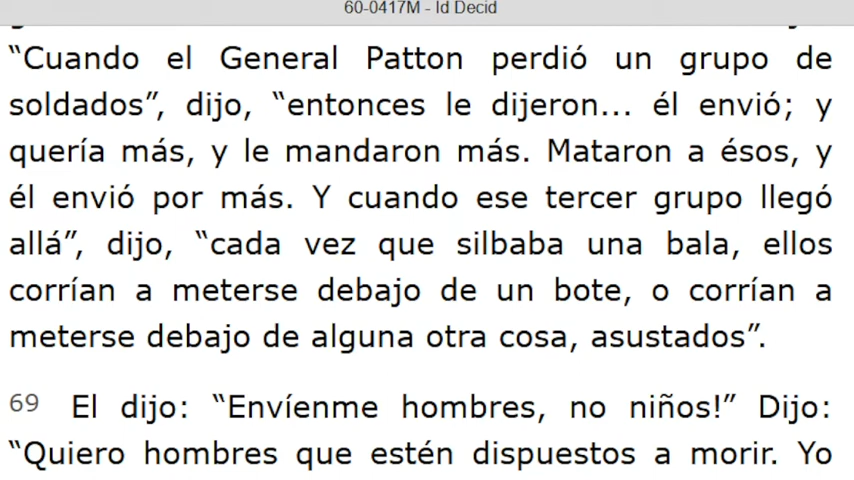 60-0417M - Id Decid
“Cuando el General Patton perdió un grupo de
soldados”, dijo, “entonces le dijeron... él envió; y
quería más, y le mandaron más. Mataron a ésos, y
él envió por más. Y cuando ese tercer grupo llegó
allá”, dijo, “cada vez que silbaba una bala, ellos
corrían a meterse debajo de un bote, o corrían a
meterse debajo de alguna otra cosa, asustados”.
69 El dijo: “Envíenme hombres, no niños!” Dijo:
“Quiero hombres que estén dispuestos a morir. Yo